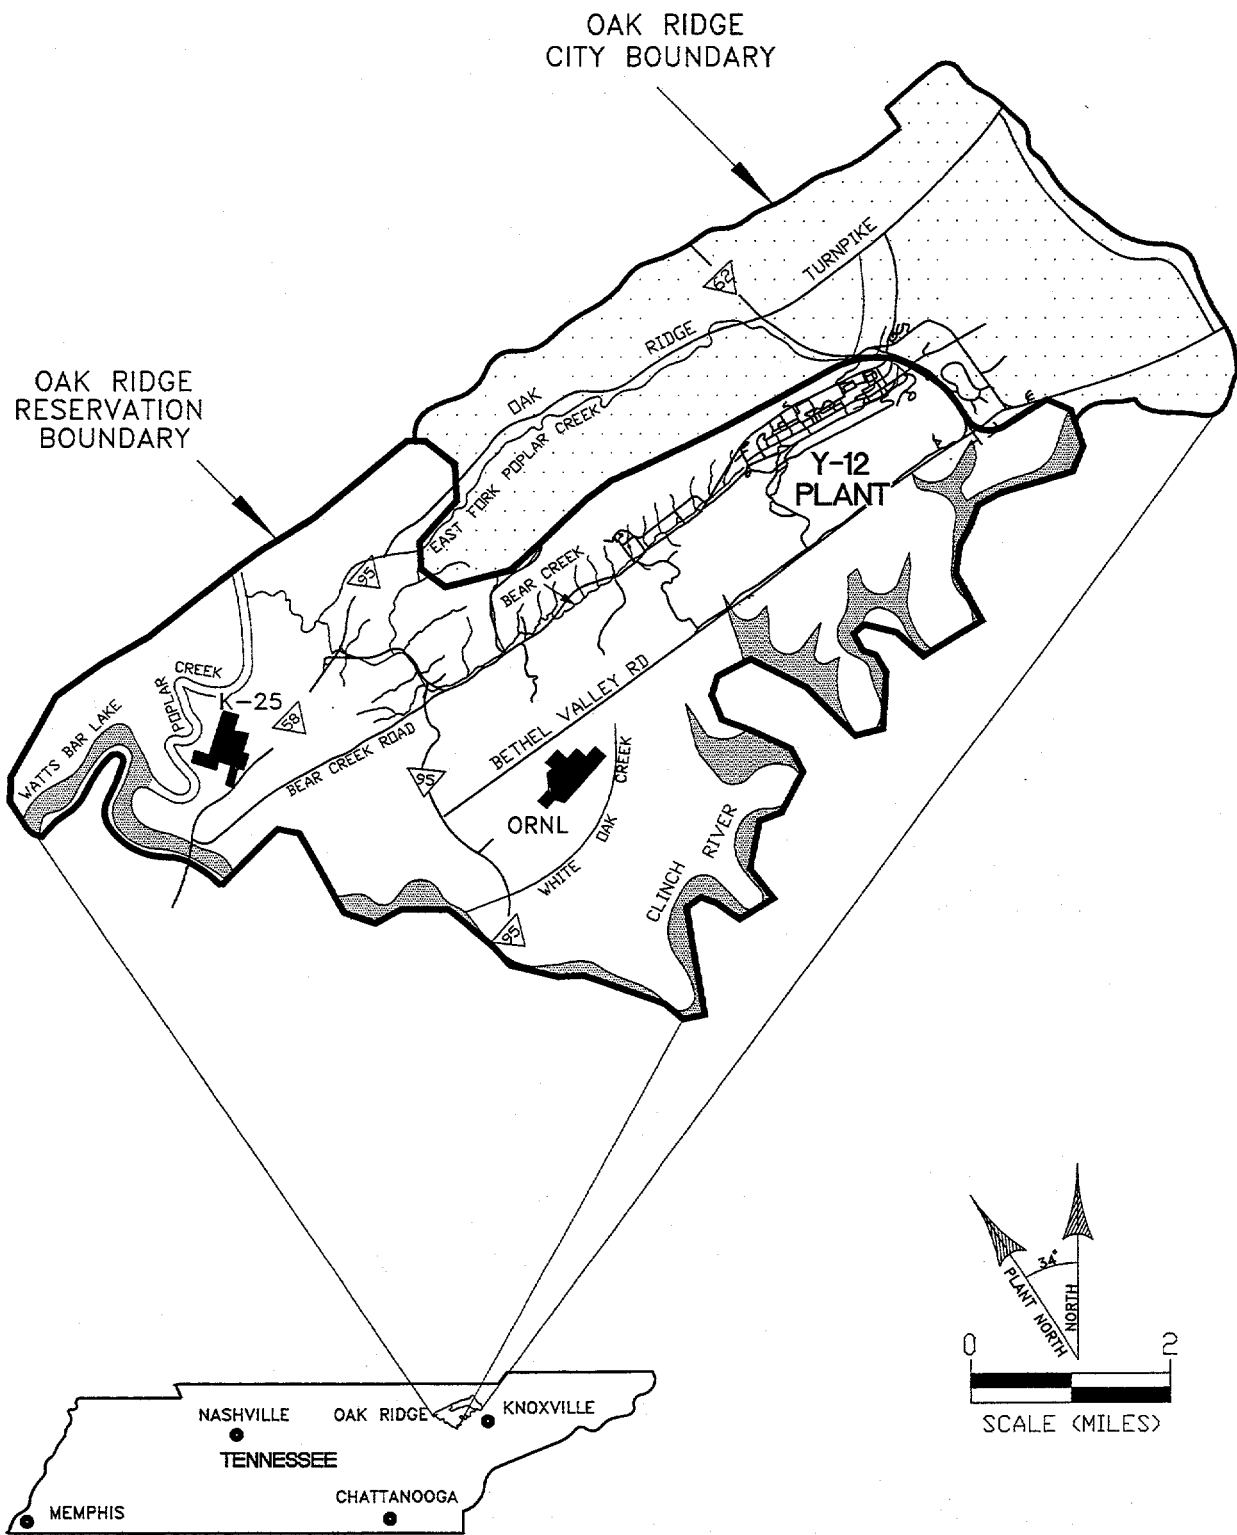 OAK RIDGE
CITY BOUNDARY
OAK RIDGE
RESERVATION
BOUNDARY
62
TURNPIKE
RIDGE
OAK
EAST FORK POPLAR CREEK
Y-12
PLANT
95
BEAR CREEK
POPLAR CREEK
K-25
58
WATTS BAR LAKE
BEAR CREEK ROAD
BETHEL VALLEY RD
95
ORNL
WHITE OAK CREEK
CLINCH RIVER
95
34°
PLANT NORTH
NORTH
0 2
SCALE (MILES)
NASHVILLE
OAK RIDGE
KNOXVILLE
TENNESSEE
CHATTANOOGA
MEMPHIS